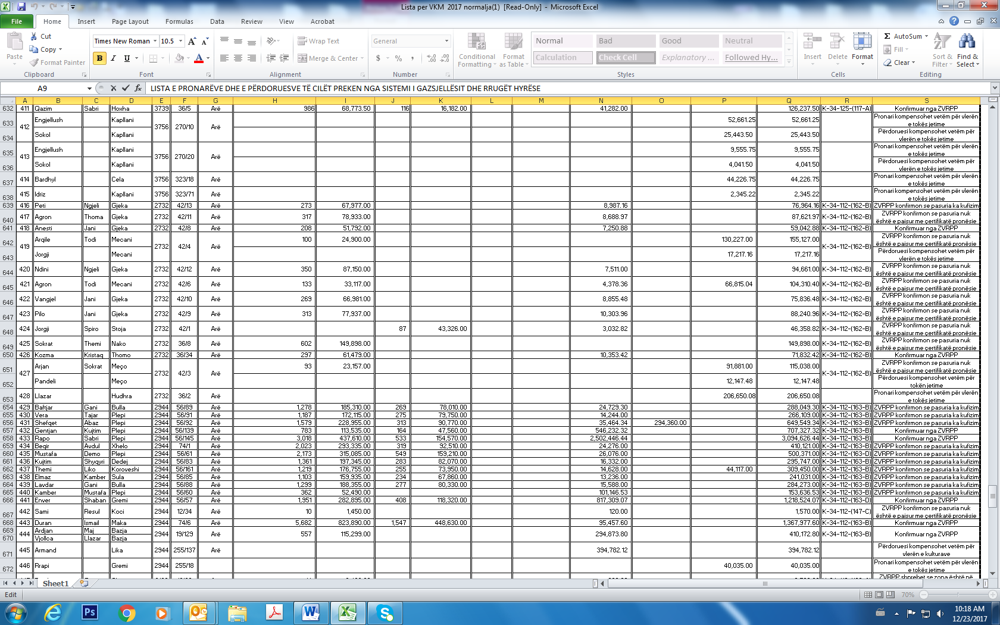 Lista per VKM 2017 normalja(1) [Read-Only] - Microsoft Excel
File Home Insert Page Layout Formulas Data Review View Acrobat
Cut
Copy
Format Painter
Paste
Clipboard
Times New Roman 10.5
B I U
Font
Wrap Text
Merge & Center
Alignment
General
$ % ,
Number
Conditional Formatting
Format as Table
Normal Bad Good Neutral
Calculation Check Cell Explanatory ... Followed Hy...
Styles
Insert Delete Format
Cells
AutoSum
Fill
Clear
Sort & Filter
Find & Select
Editing
A9 fx LISTA E PRONARËVE DHE E PËRDORUESVE TË CILËT PREKEN NGA SISTEMI I GAZSJELLËSIT DHE RRUGËT HYRËSE
A B C D E F G H I J K L M N O P Q R S
632 411 Qazim Sabri Hoxha 3739 36/5 Arë 986 68,773.50 116 16,182.00 41,282.00 126,237.50 K-34-125-(117-A) Konfirmuar nga ZVRPP
633 412 Engjellush Kapllani 3756 270/10 Arë 52,661.25 52,661.25 Pronari kompensohet vetëm për vlerën e tokës jetime
634 Sokol Kapllani 25,443.50 25,443.50 Përdoruesi kompensohet vetëm për vlerën e tokës jetime
635 413 Engjellush Kapllani 3756 270/20 Arë 9,555.75 9,555.75 Pronari kompensohet vetëm për vlerën e tokës jetime
636 Sokol Kapllani 4,041.50 4,041.50 Përdoruesi kompensohet vetëm për vlerën e tokës jetime
637 414 Bardhyl Cela 3756 323/18 Arë 44,226.75 44,226.75 Pronari kompensohet vetëm për vlerën e tokës jetime
638 415 Idriz Kapllani 3756 323/71 Arë 2,345.22 2,345.22 Pronari kompensohet vetëm për vlerën e tokës jetime
639 416 Peti Ngjeli Gjeka 2732 42/13 Arë 273 67,977.00 8,987.16 76,964.16 K-34-112-(162-B) ZVRPP konfirmon se pasuria ka kufizim
640 417 Agron Thoma Gjeka 2732 42/11 Arë 317 78,933.00 8,688.97 87,621.97 K-34-112-(162-B) ZVRPP konfirmon se pasuria nuk është e paisur me çertifikatë pronësie
641 418 Anesti Jani Gjeka 2732 42/8 Arë 208 51,792.00 7,250.88 59,042.88 K-34-112-(162-B) Konfirmuar nga ZVRPP
642 419 Arqile Todi Mecani 2732 42/4 Arë 100 24,900.00 130,227.00 155,127.00 K-34-112-(162-B) ZVRPP konfirmon se pasuria nuk është e paisur me çertifikatë pronësie
643 Jorgji Mecani 17,217.16 17,217.16 Përdoruesi kompensohet vetëm për vlerën e tokës jetime
644 420 Ndini Ngjeli Gjeka 2732 42/12 Arë 350 87,150.00 7,511.00 94,661.00 K-34-112-(162-B) ZVRPP konfirmon se pasuria nuk është e paisur me çertifikatë pronësie
645 421 Agron Todi Mecani 2732 42/6 Arë 133 33,117.00 4,378.36 66,815.04 104,310.40 K-34-112-(162-B) ZVRPP konfirmon se pasuria nuk është e paisur me çertifikatë pronësie
646 422 Vangjel Jani Gjeka 2732 42/10 Arë 269 66,981.00 8,855.48 75,836.48 K-34-112-(162-B) ZVRPP konfirmon se pasuria nuk është e paisur me çertifikatë pronësie
647 423 Pilo Jani Gjeka 2732 42/9 Arë 313 77,937.00 10,303.96 88,240.96 K-34-112-(162-B) ZVRPP konfirmon se pasuria nuk është e paisur me çertifikatë pronësie
648 424 Jorgji Spiro Stoja 2732 42/1 Arë 87 43,326.00 3,032.82 46,358.82 K-34-112-(162-B) ZVRPP konfirmon se pasuria nuk është e paisur me çertifikatë pronësie
649 425 Sokrat Themi Nako 2732 36/8 Arë 602 149,898.00 149,898.00 K-34-112-(162-B) ZVRPP konfirmon se pasuria nuk është e paisur me çertifikatë pronësie
650 426 Kozma Kristaq Thomo 2732 36/34 Arë 297 61,479.00 10,353.42 71,832.42 K-34-112-(162-B) Konfirmuar nga ZVRPP
651 427 Arjan Sokrat Meço 2732 42/3 Arë 93 23,157.00 91,881.00 115,038.00 K-34-112-(162-B) ZVRPP konfirmon se pasuria nuk është e paisur me çertifikatë pronësie
652 Pandeli Meço 12,147.48 12,147.48 Përdoruesi kompensohet vetëm për tokën jetime
653 428 Llazar Hudhra 2732 36/2 Arë 206,650.08 206,650.08 Pronari kompensohet vetëm për vlerën e tokës jetime
654 429 Baftjar Gani Bulla 2944 56/89 Arë 1,278 185,310.00 269 78,010.00 24,729.30 288,049.30 K-34-112-(163-B) ZVRPP konfirmon se pasuria ka kufizim
655 430 Vera Tajar Plepi 2944 56/91 Arë 1,187 172,115.00 275 79,750.00 14,244.00 266,109.00 K-34-112-(163-B) ZVRPP konfirmon se pasuria ka kufizim
656 431 Shefqet Abaz Plepi 2944 56/92 Arë 1,579 228,955.00 313 90,770.00 35,464.34 294,360.00 649,549.34 K-34-112-(163-B) ZVRPP konfirmon se pasuria ka kufizim
657 432 Gentjan Kujtim Plepi 2944 56/139 Arë 783 113,535.00 164 47,560.00 546,232.32 707,327.32 K-34-112-(163-B) Konfirmuar nga ZVRPP
658 433 Rapo Sabri Plepi 2944 56/145 Arë 3,018 437,610.00 533 154,570.00 2,502,446.44 3,094,626.44 K-34-112-(163-B) Konfirmuar nga ZVRPP
659 434 Beqir Avdul Xhelo 2944 74/1 Arë 2,023 293,335.00 319 92,510.00 24,276.00 410,121.00 K-34-112-(163-B) ZVRPP konfirmon se pasuria ka kufizim
660 435 Mustafa Demo Plepi 2944 56/61 Arë 2,173 315,085.00 549 159,210.00 26,076.00 500,371.00 K-34-112-(163-D) ZVRPP konfirmon se pasuria ka kufizim
661 436 Kujtim Shyqyri Dedej 2944 56/83 Arë 1,361 197,345.00 283 82,070.00 16,332.00 295,747.00 K-34-112-(163-B) ZVRPP konfirmon se pasuria ka kufizim
662 437 Themi Liko Koroveshi 2944 56/161 Arë 1,219 176,755.00 255 73,950.00 14,628.00 44,117.00 309,450.00 K-34-112-(163-B) ZVRPP konfirmon se pasuria ka kufizim
663 438 Elmaz Kamber Sula 2944 56/85 Arë 1,103 159,935.00 234 67,860.00 13,236.00 241,031.00 K-34-112-(163-B) ZVRPP konfirmon se pasuria ka kufizim
664 439 Lavdar Gani Bulla 2944 56/88 Arë 1,299 188,355.00 277 80,330.00 15,588.00 284,273.00 K-34-112-(163-B) ZVRPP konfirmon se pasuria ka kufizim
665 440 Kamber Mustafa Plepi 2944 56/60 Arë 362 52,490.00 101,146.53 153,636.53 K-34-112-(163-B) ZVRPP konfirmon se pasuria ka kufizim
666 441 Enver Shaban Gremi 2944 56/57 Arë 1,951 282,895.00 408 118,320.00 817,309.07 1,218,524.07 K-34-112-(163-D) Konfirmuar nga ZVRPP
667 442 Sami Resul Koci 2944 12/34 Arë 10 1,450.00 120.00 1,570.00 K-34-112-(147-C) ZVRPP konfirmon se pasuria nuk është e paisur me çertifikatë pronësie
668 443 Duran Ismail Maka 2944 74/6 Arë 5,682 823,890.00 1,547 448,630.00 95,457.60 1,367,977.60 K-34-112-(163-B) Konfirmuar nga ZVRPP
669 444 Ardjan Maj Bazja 2944 19/129 Arë 557 115,299.00 294,873.80 410,172.80 K-34-112-(163-B) Konfirmuar nga ZVRPP
670 Vjollca Llazar Bazja
671 445 Armand Lika 2944 255/137 Arë 394,782.12 394,782.12 Përdoruesi kompensohet vetëm për vlerën e kulturave
672 446 Rrapi Gremi 2944 255/18 40,035.00 40,035.00 Pronari kompensohet vetëm për vlerën e tokës jetime
ZVRPP shprehet se zona është në
Sheet1
Edit 70%
10:18 AM
12/23/2017